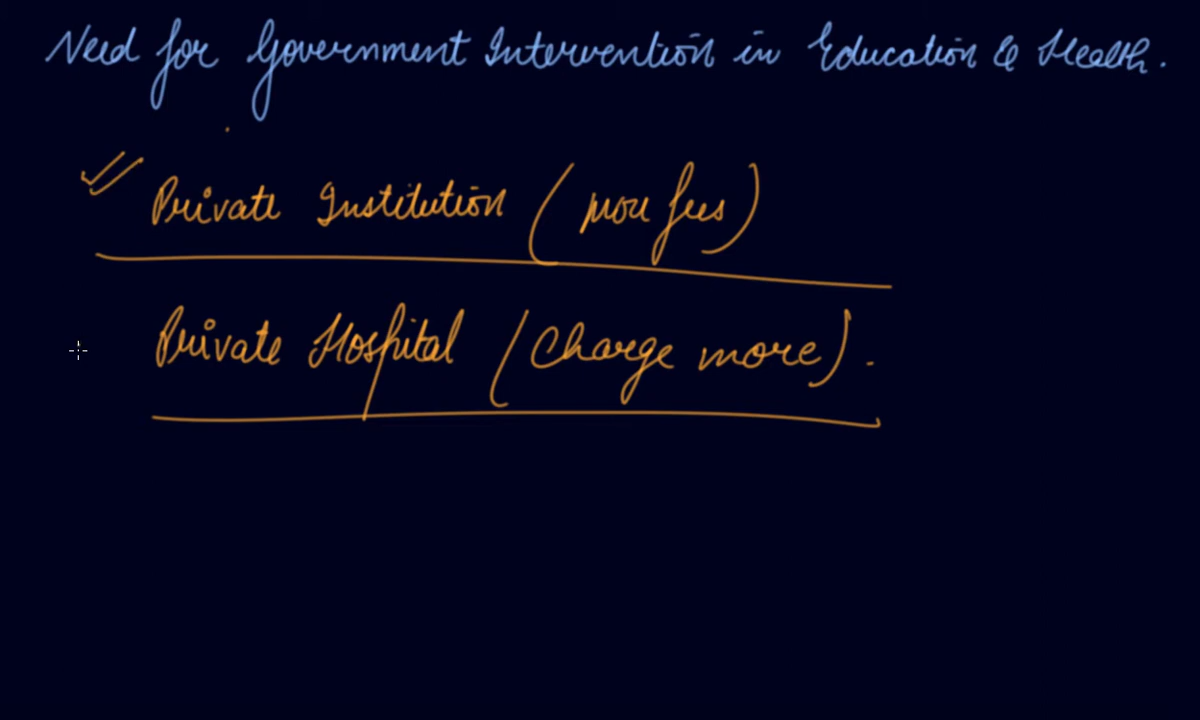 Need for Government Intervention in Education & Health.
Private Institution (more fees)
Private Hospital (Charge more).